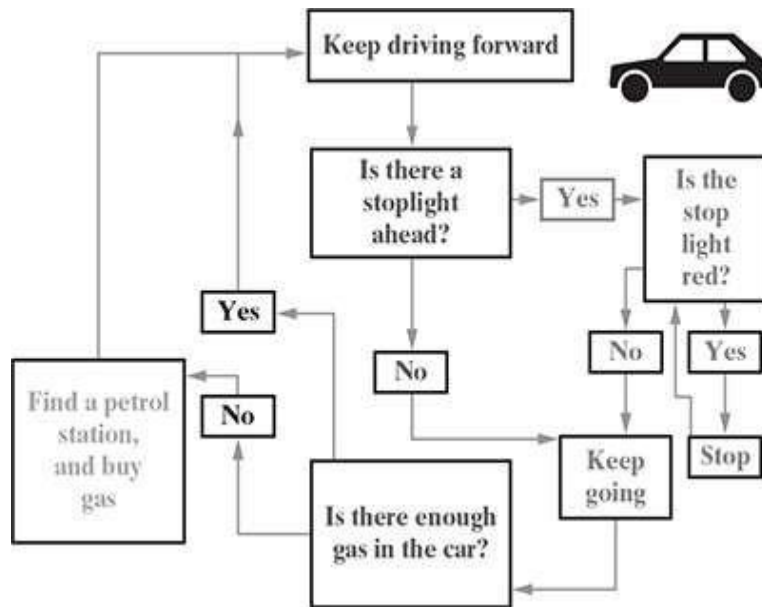 Keep driving forward
Is there a
stoplight
ahead?
Yes
Is the
stop
light
red?
Yes
No
No
Yes
Find a petrol
station,
and buy
gas
No
Keep
going
Stop
Is there enough
gas in the car?